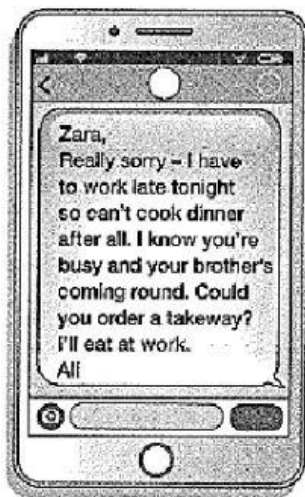 Zara,
Really sorry – I have
to work late tonight
so can't cook dinner
after all. I know you're
busy and your brother's
coming round. Could
you order a takeway?
I'll eat at work.
Ali